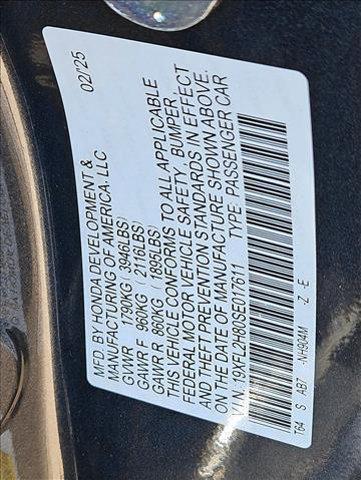 MFD. BY HONDA DEVELOPMENT & 02/'25
MANUFACTURING OF AMERICA, LLC
GVWR 1790KG (3946LBS)
GAWR F 960KG (2116LBS)
GAWR R 860KG (1895LBS)
THIS VEHICLE CONFORMS TO ALL APPLICABLE
FEDERAL MOTOR VEHICLE SAFETY, BUMPER
AND THEFT PREVENTION STANDARDS IN EFFECT
ON THE DATE OF MANUFACTURE SHOWN ABOVE.
V.I.N.: 19XFL2H80SE017611 TYPE: PASSENGER CAR
T64 S AB7 -NH904M -Z -E